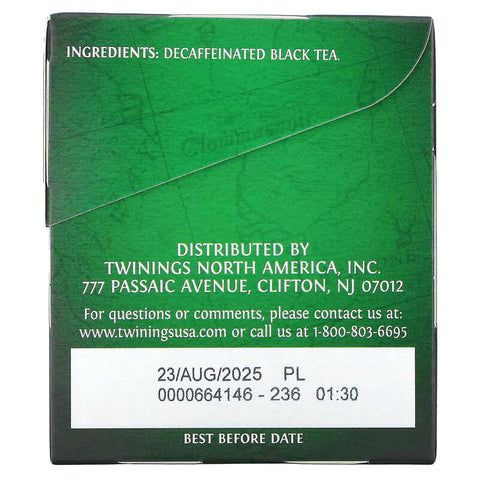 INGREDIENTS: DECAFFEINATED BLACK TEA.
DISTRIBUTED BY
TWININGS NORTH AMERICA, INC.
777 PASSAIC AVENUE, CLIFTON, NJ 07012
For questions or comments, please contact us at:
www.twiningsusa.com or call us at 1-800-803-6695
23/AUG/2025 PL
0000664146 - 236 01:30
BEST BEFORE DATE